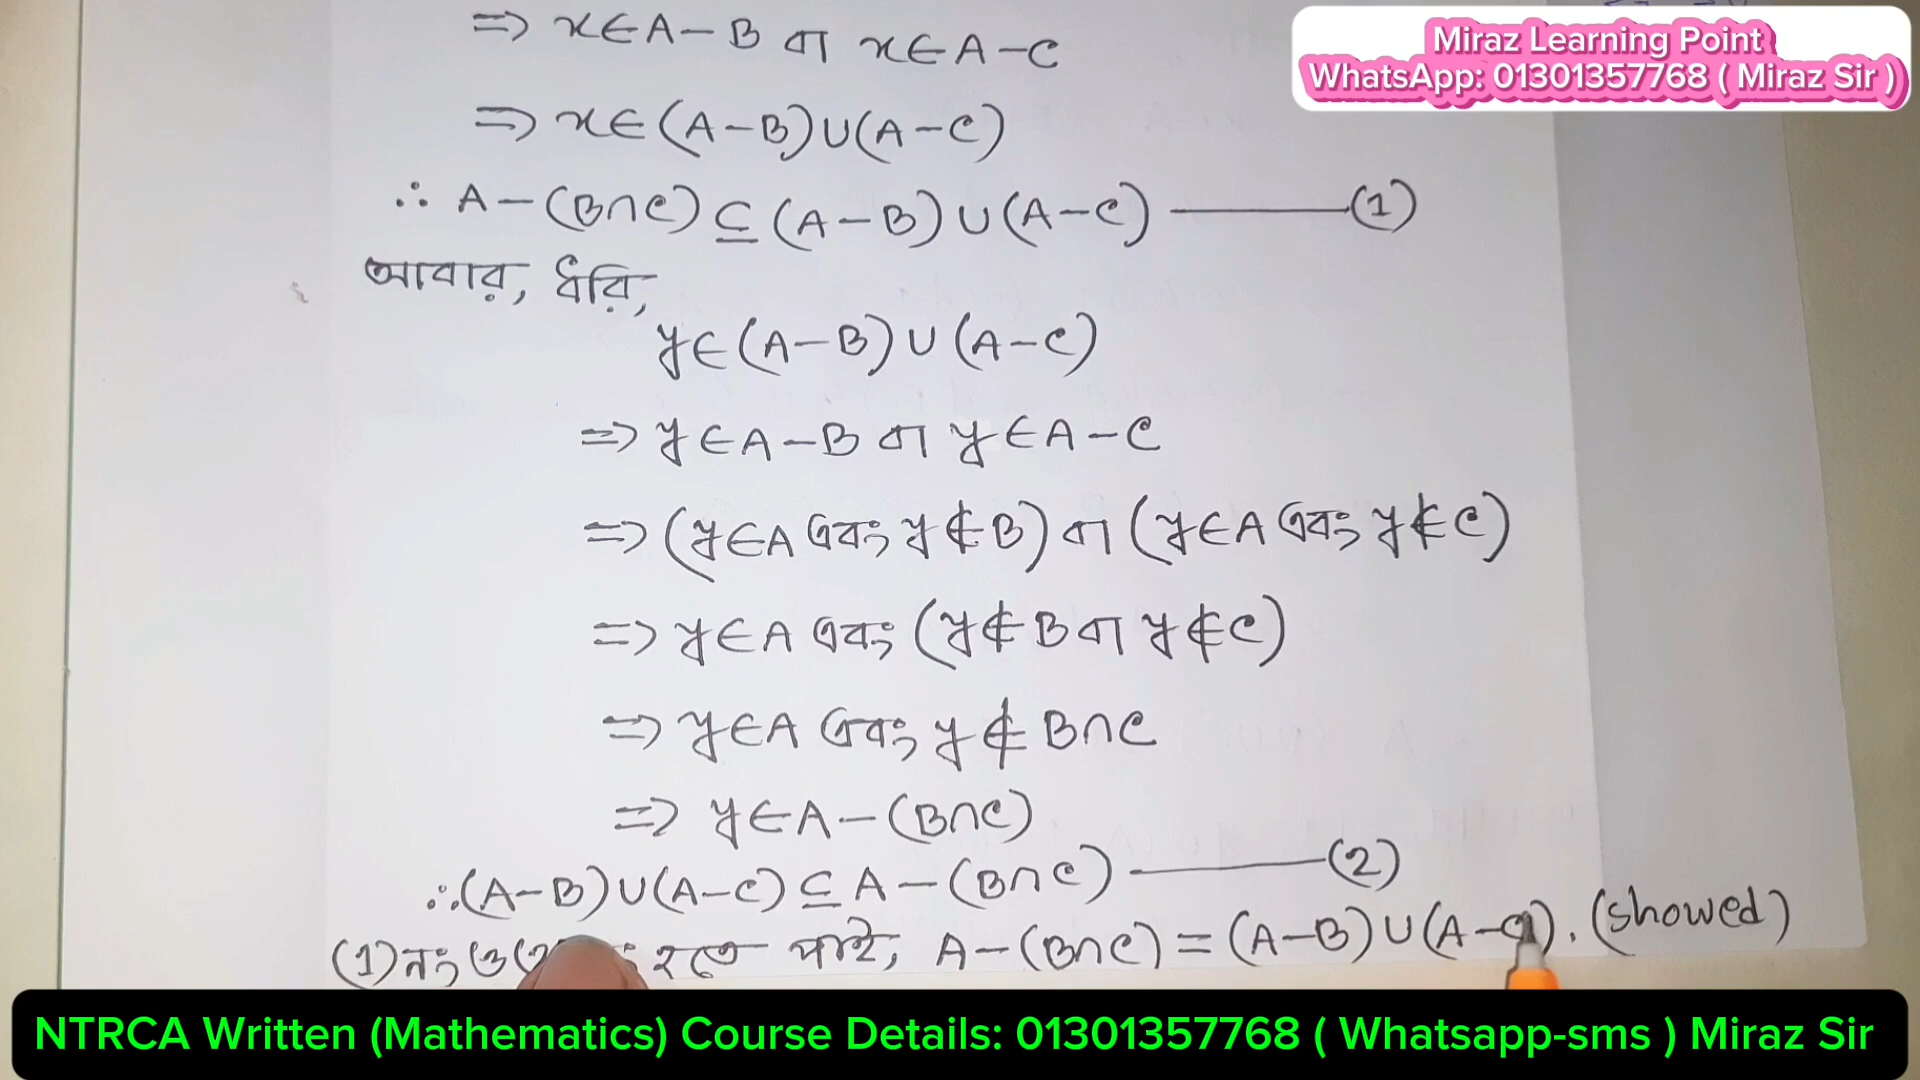 ⇒ x∈A−B বা x∈A−C
Miraz Learning Point
WhatsApp: 01301357768 ( Miraz Sir )
⇒ x∈(A−B)∪(A−C)
∴ A−(B∩C)⊆(A−B)∪(A−C) ———(1)
আবার, ধরি,
y∈(A−B)∪(A−C)
⇒ y∈A−B বা y∈A−C
⇒ (y∈A এবং y∉B) বা (y∈A এবং y∉C)
⇒ y∈A এবং (y∉B বা y∉C)
⇒ y∈A এবং y∉B∩C
⇒ y∈A−(B∩C)
∴(A−B)∪(A−C)⊆A−(B∩C) ———(2)
(1)নং ও হতে পাই, A−(B∩C)=(A−B)∪(A−C). (showed)
NTRCA Written (Mathematics) Course Details: 01301357768 ( Whatsapp-sms ) Miraz Sir